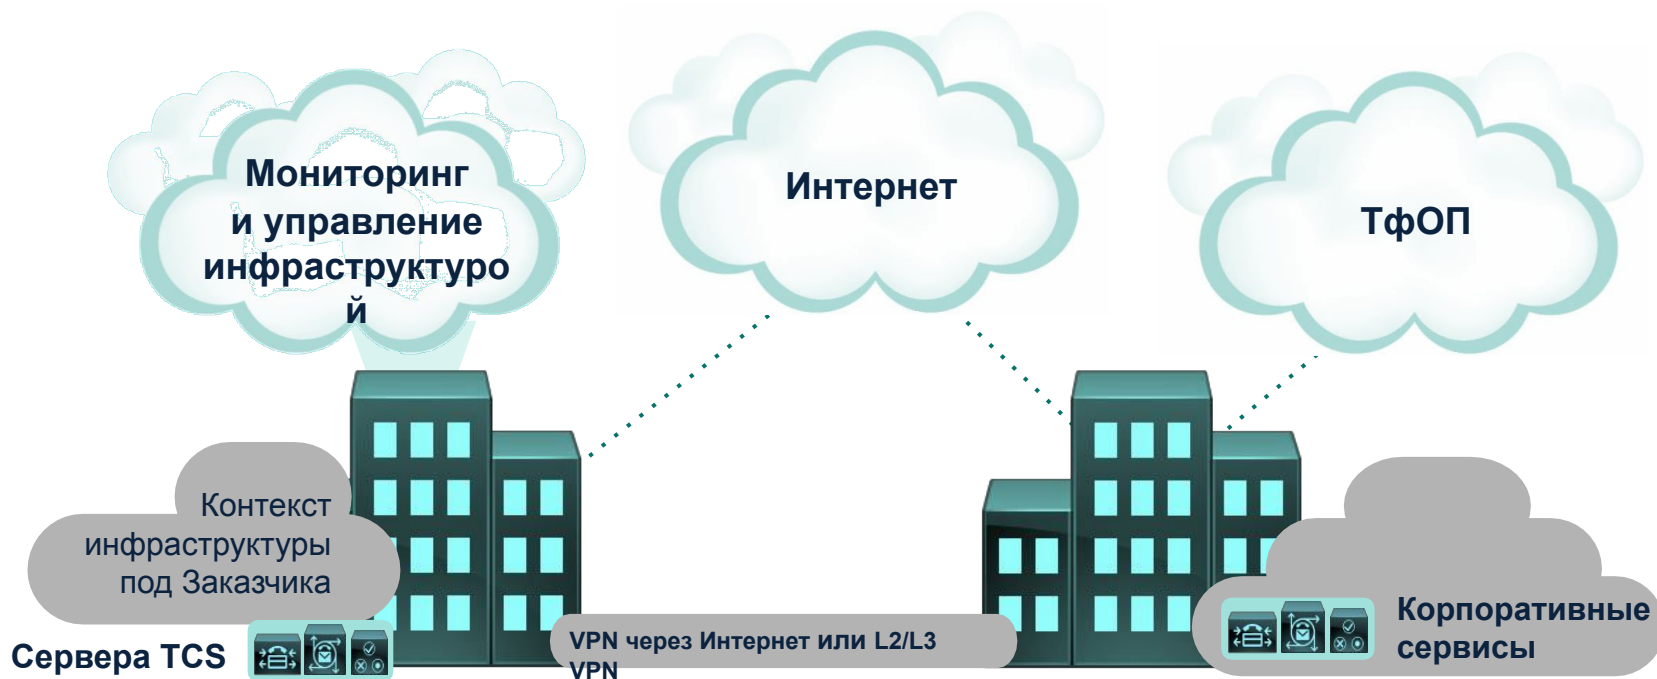 Мониторинг
и управление
инфраструктуро
й
Интернет
ТфОП
Контекст
инфраструктуры
под Заказчика
Сервера TCS
VPN через Интернет или L2/L3
VPN
Корпоративные
сервисы